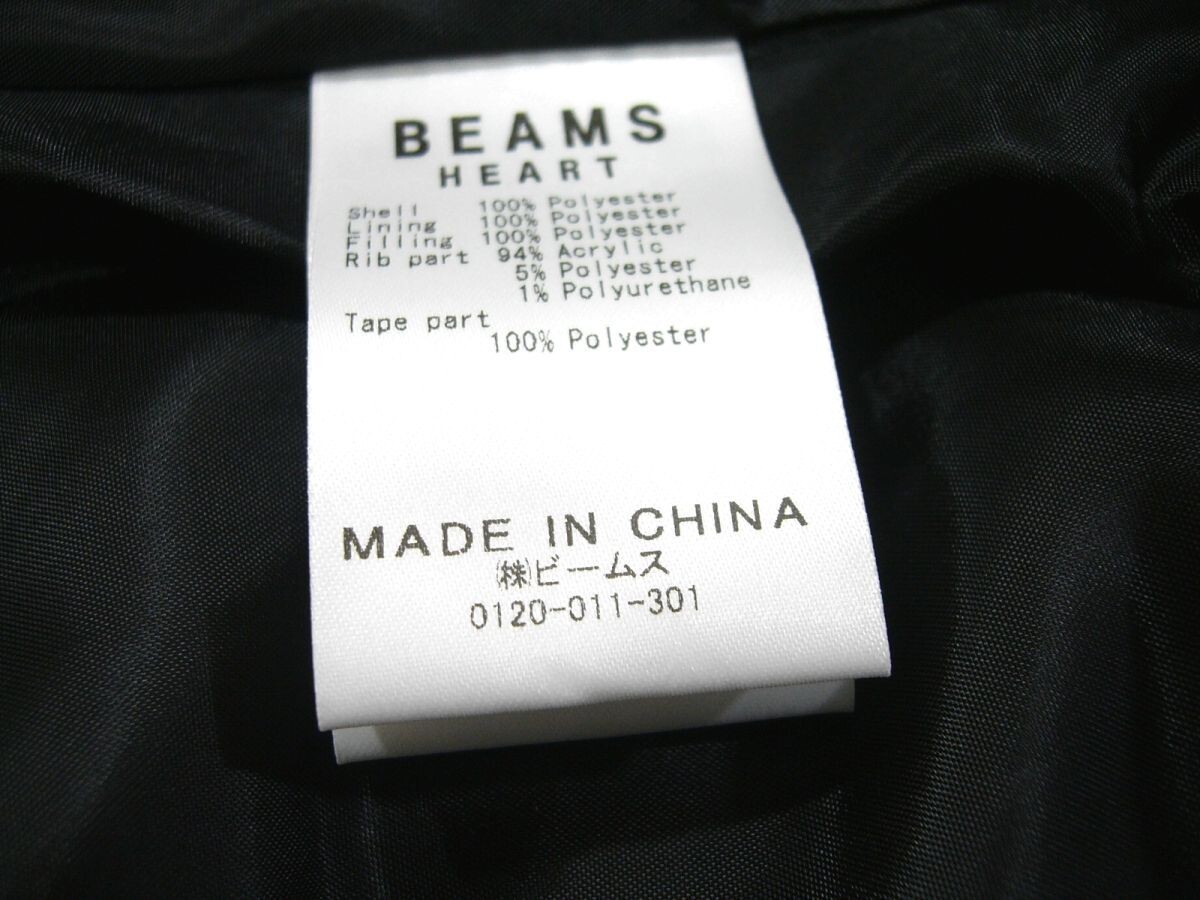 BEAMS
HEART
Shell 100% Polyester
Lining 100% Polyester
Filling 100% Polyester
Rib part 94% Acrylic
5% Polyester
1% Polyurethane
Tape part
100% Polyester
MADE IN CHINA
㈱ビームス
0120-011-301